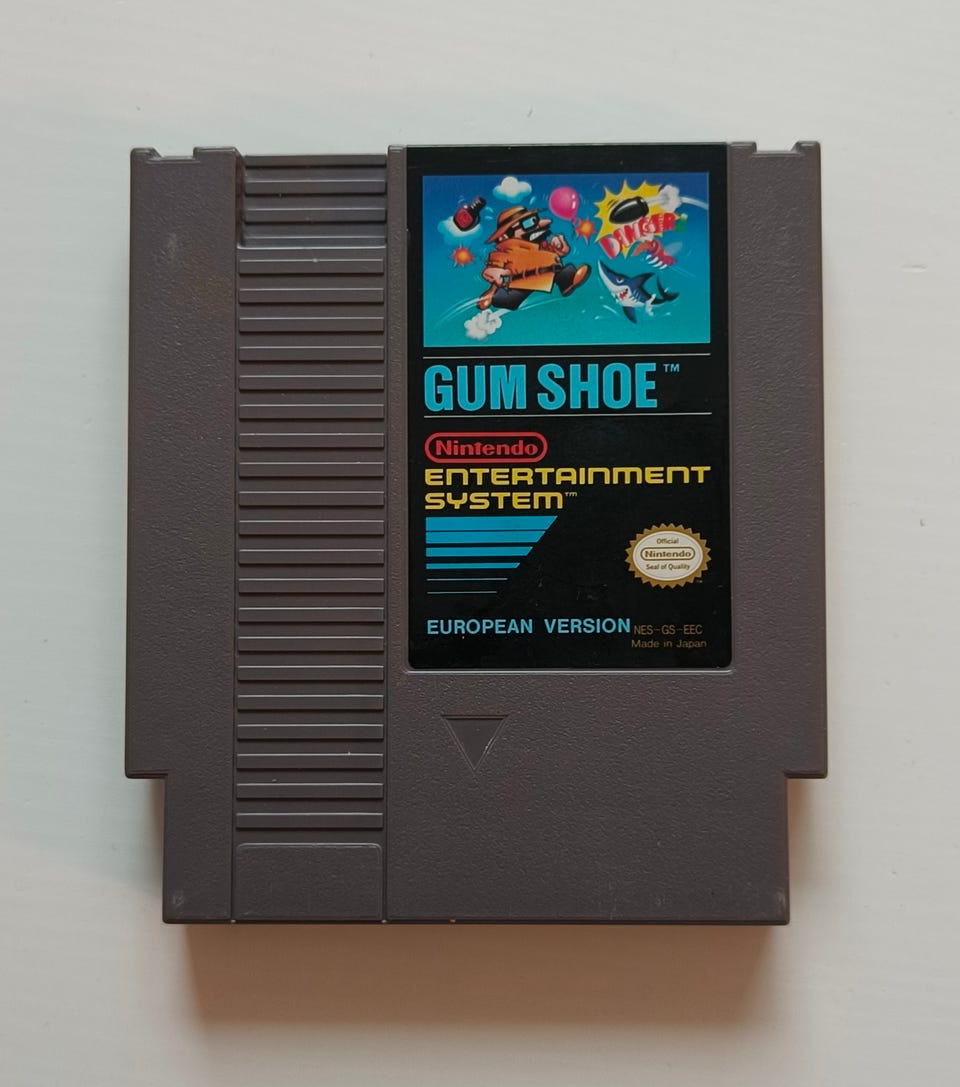 DANGER
GUM SHOE™
Nintendo
ENTERTAINMENT
SYSTEM™
Official
Nintendo
Seal of Quality
EUROPEAN VERSION NES-GS-EEC
Made in Japan